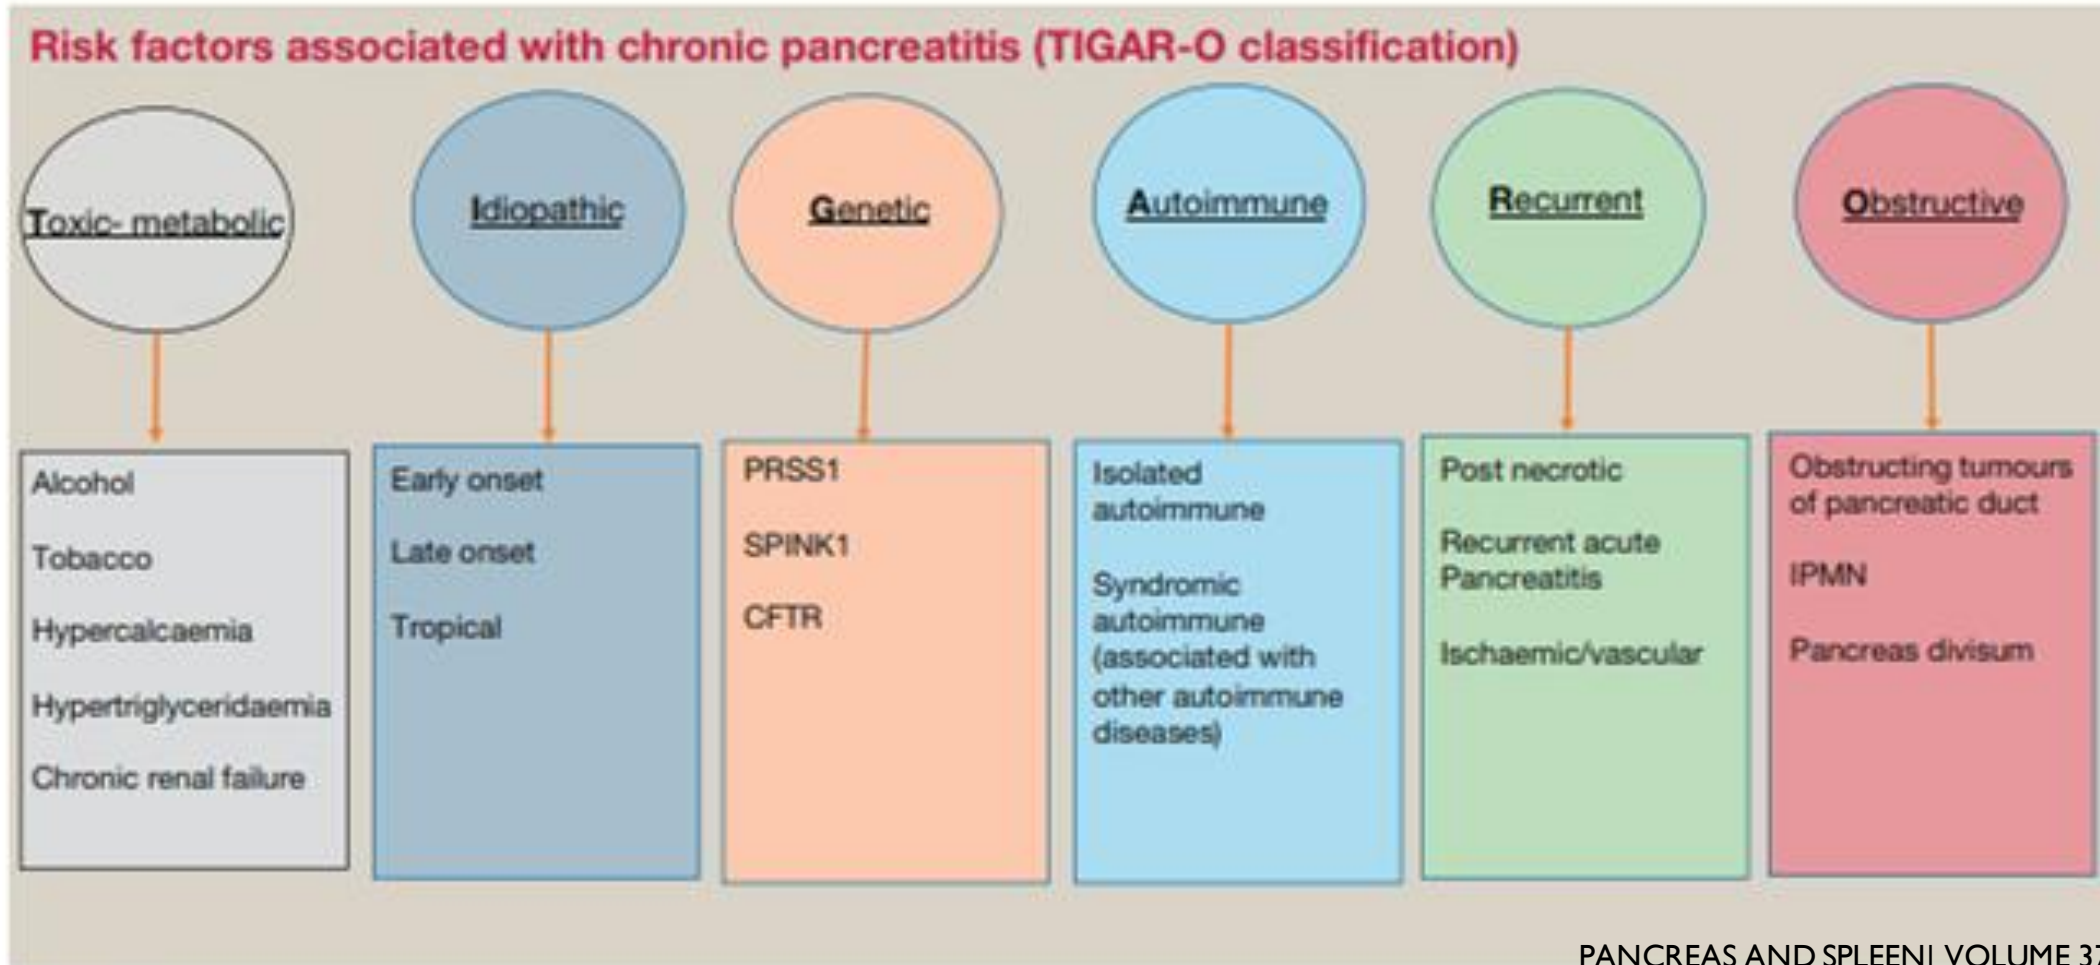 Risk factors associated with chronic pancreatitis (TIGAR-O classification)
Toxic- metabolic
Idiopathic
Genetic
Autoimmune
Recurrent
Obstructive
Alcohol
Tobacco
Hypercalcaemia
Hypertriglyceridaemia
Chronic renal failure
Early onset
Late onset
Tropical
PRSS1
SPINK1
CFTR
Isolated
autoimmune
Syndromic
autoimmune
(associated with
other autoimmune
diseases)
Post necrotic
Recurrent acute
Pancreatitis
Ischaemic/vascular
Obstructing tumours
of pancreatic duct
IPMN
Pancreas divisum
PANCREAS AND SPLEEN| VOLUME 37